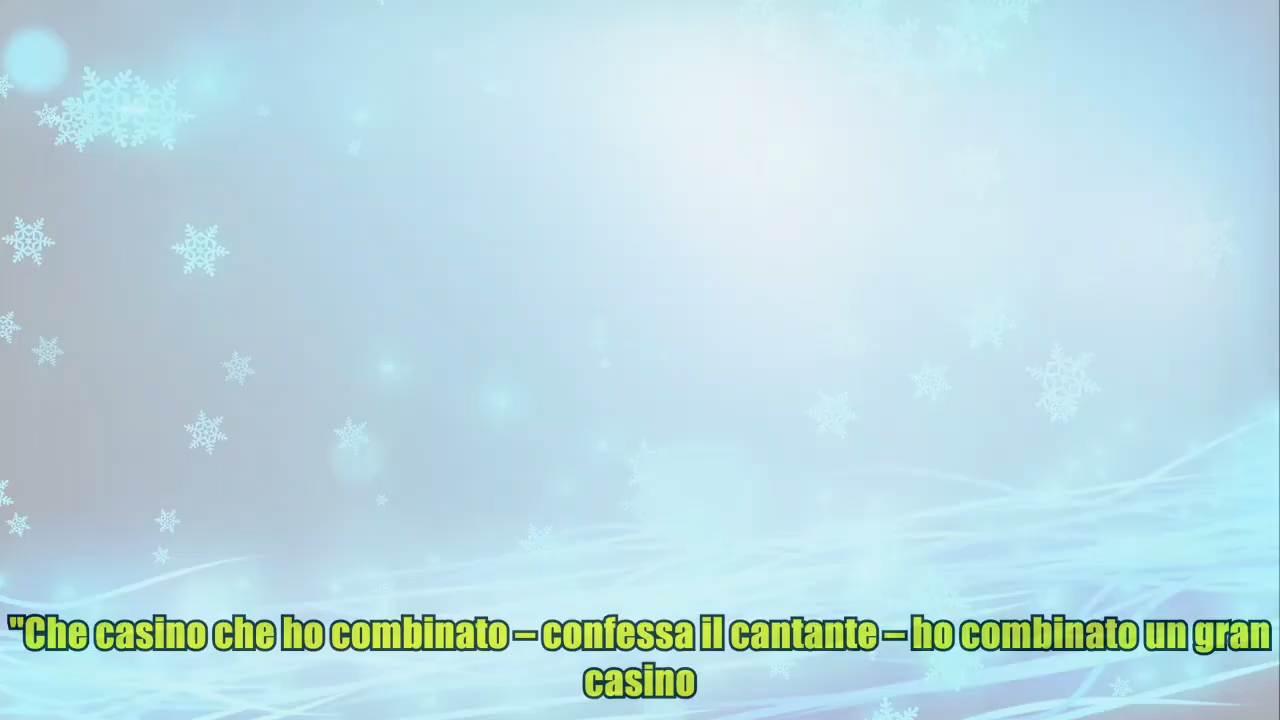 "Che casino che ho combinato – confessa il cantante – ho combinato un gran
casino